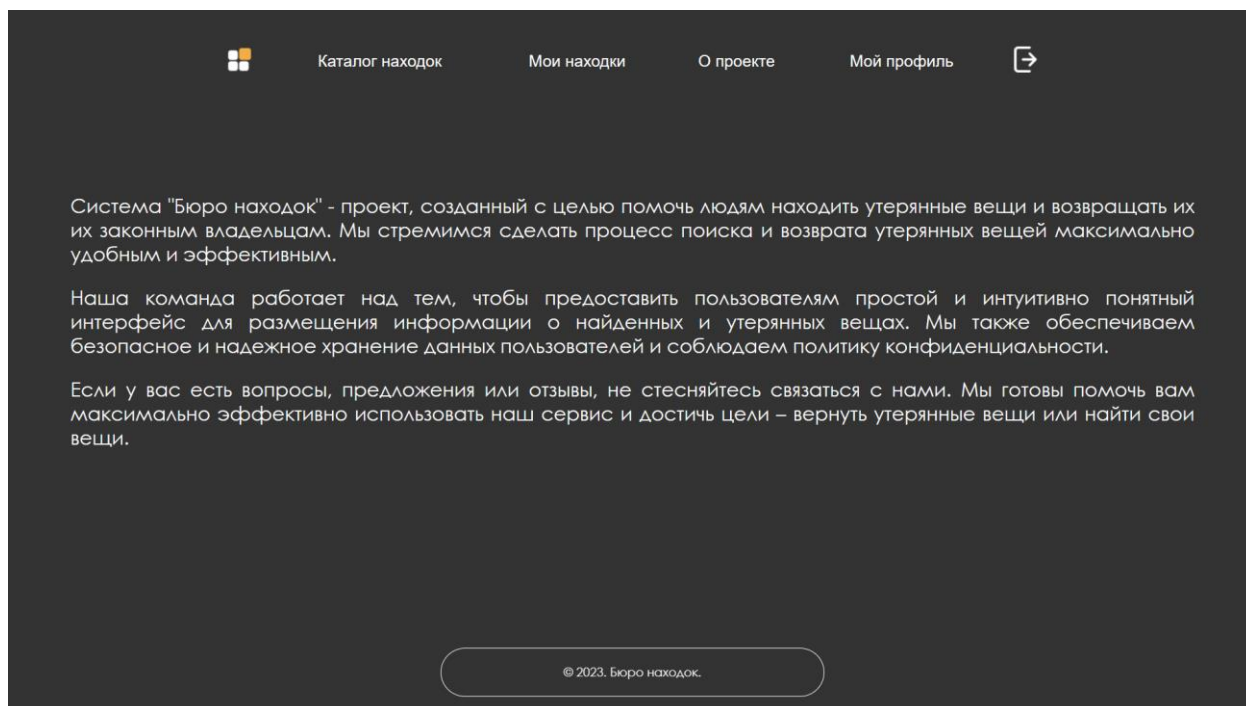 Каталог находок Мои находки О проекте Мой профиль
Система "Бюро находок" - проект, созданный с целью помочь людям находить утерянные вещи и возвращать их
их законным владельцам. Мы стремимся сделать процесс поиска и возврата утерянных вещей максимально
удобным и эффективным.
Наша команда работает над тем, чтобы предоставить пользователям простой и интуитивно понятный
интерфейс для размещения информации о найденных и утерянных вещах. Мы также обеспечиваем
безопасное и надежное хранение данных пользователей и соблюдаем политику конфиденциальности.
Если у вас есть вопросы, предложения или отзывы, не стесняйтесь связаться с нами. Мы готовы помочь вам
максимально эффективно использовать наш сервис и достичь цели – вернуть утерянные вещи или найти свои
вещи.
© 2023. Бюро находок.